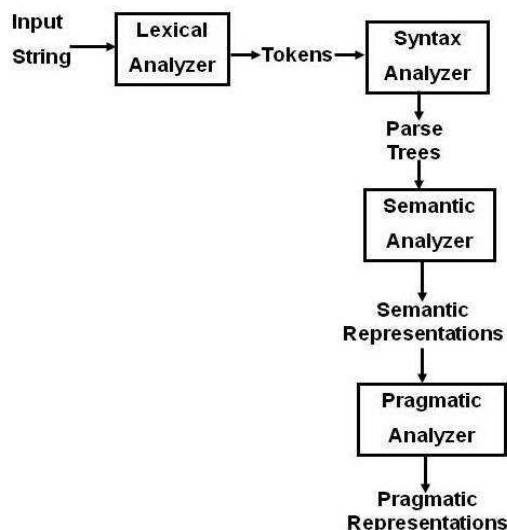 Input
String
Lexical
Analyzer
Tokens
Syntax
Analyzer
Parse
Trees
Semantic
Analyzer
Semantic
Representations
Pragmatic
Analyzer
Pragmatic
Representations